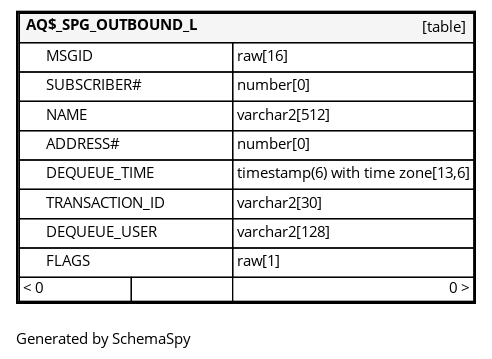 AQ$_SPG_OUTBOUND_L [table]
MSGID raw[16]
SUBSCRIBER# number[0]
NAME varchar2[512]
ADDRESS# number[0]
DEQUEUE_TIME timestamp(6) with time zone[13,6]
TRANSACTION_ID varchar2[30]
DEQUEUE_USER varchar2[128]
FLAGS raw[1]
< 0 0 >
Generated by SchemaSpy